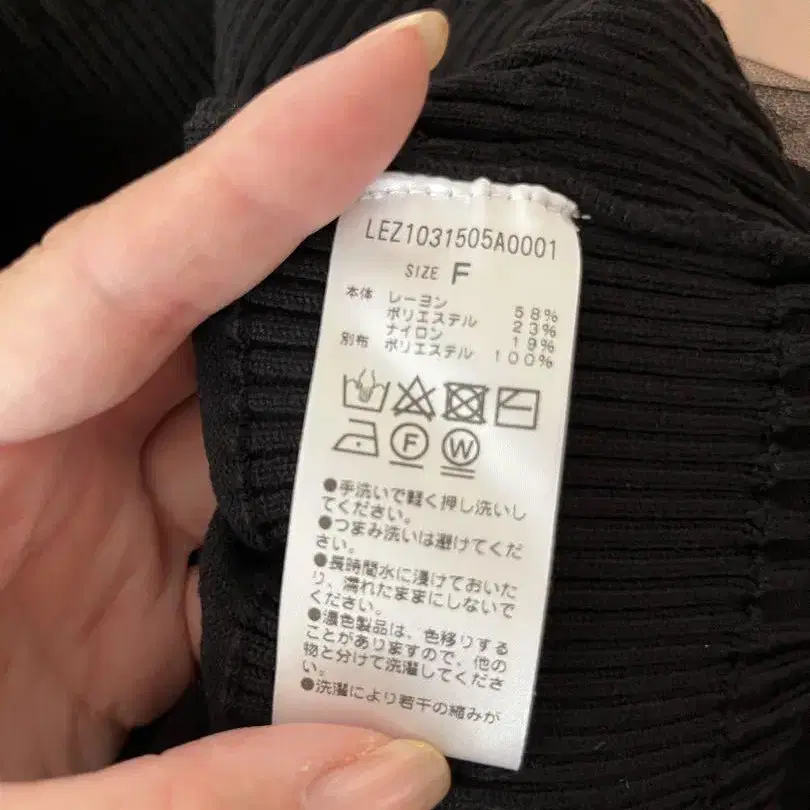 LEZ1031505A0001
SIZE F
本体 レーヨン 58%
ポリエステル 23%
ナイロン 19%
別布 ポリエステル 100%
F W
●手洗いで軽く押し洗いし
てください。
●つまみ洗いは避けてくだ
さい。
●長時間水に浸けておいた
り、濡れたままにしないで
ください。
●濃色製品は、色移りする
ことがありますので、他の
物と分けて洗濯してくださ
い。
●洗濯により若干の縮みが